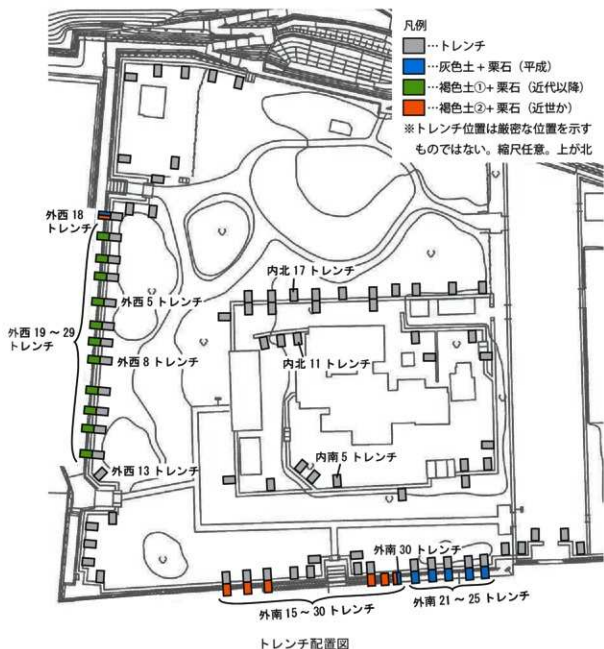 凡例
…トレンチ
…灰色土＋栗石（平成）
…褐色土①＋栗石（近代以降）
…褐色土②＋栗石（近世か）
※トレンチ位置は厳密な位置を示す
ものではない。縮尺任意。上が北
外西 18
トレンチ
外西 5 トレンチ
外西 19 ～ 29
トレンチ
外西 8 トレンチ
外西 13 トレンチ
内北 17 トレンチ
内北 11 トレンチ
内南 5 トレンチ
外南 30 トレンチ
外南 15 ～ 30 トレンチ
外南 21 ～ 25 トレンチ
トレンチ配置図